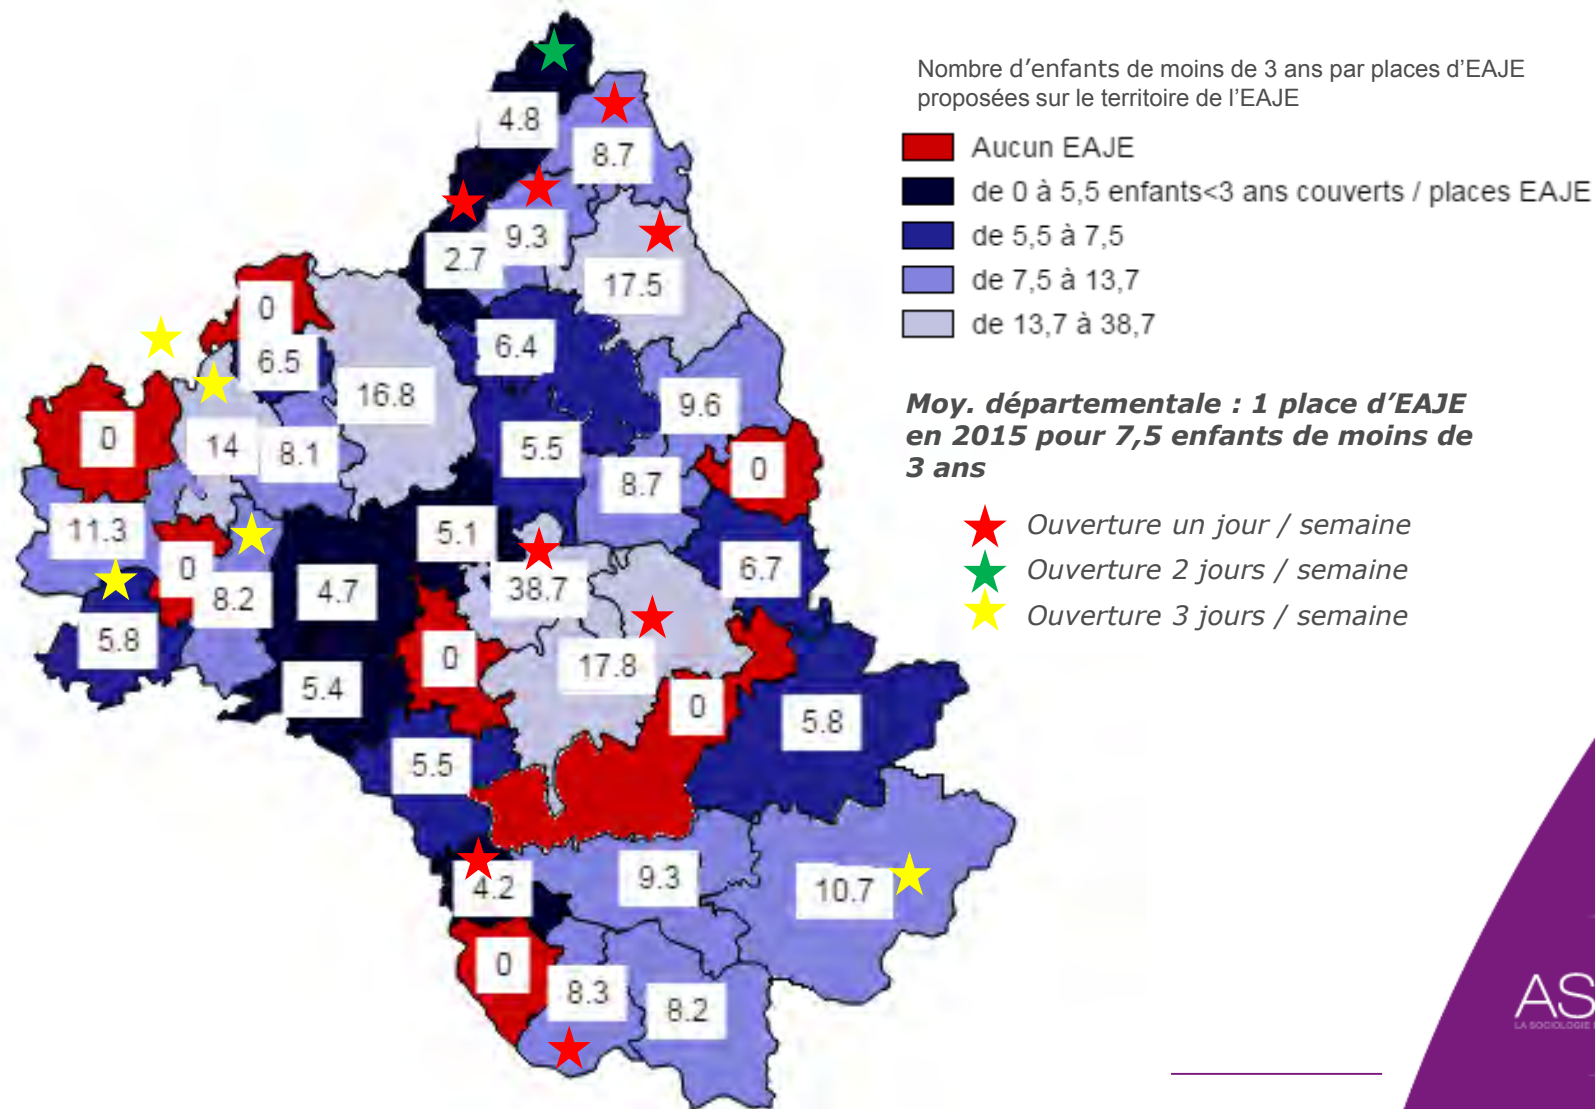 Nombre d'enfants de moins de 3 ans par places d'EAJE
proposées sur le territoire de l'EAJE
Aucun EAJE
de 0 à 5,5 enfants<3 ans couverts / places EAJE
de 5,5 à 7,5
de 7,5 à 13,7
de 13,7 à 38,7
Moy. départementale : 1 place d'EAJE
en 2015 pour 7,5 enfants de moins de
3 ans
Ouverture un jour / semaine
Ouverture 2 jours / semaine
Ouverture 3 jours / semaine
4.8
8.7
9.3
2.7
17.5
0
6.5
6.4
16.8
9.6
0
14
8.1
5.5
8.7
0
11.3
5.1
0
8.2
4.7
38.7
6.7
5.8
0
17.8
5.4
0
5.8
5.5
4.2
9.3
10.7
0
8.3
8.2
AS
LA SOCIOLOGIE